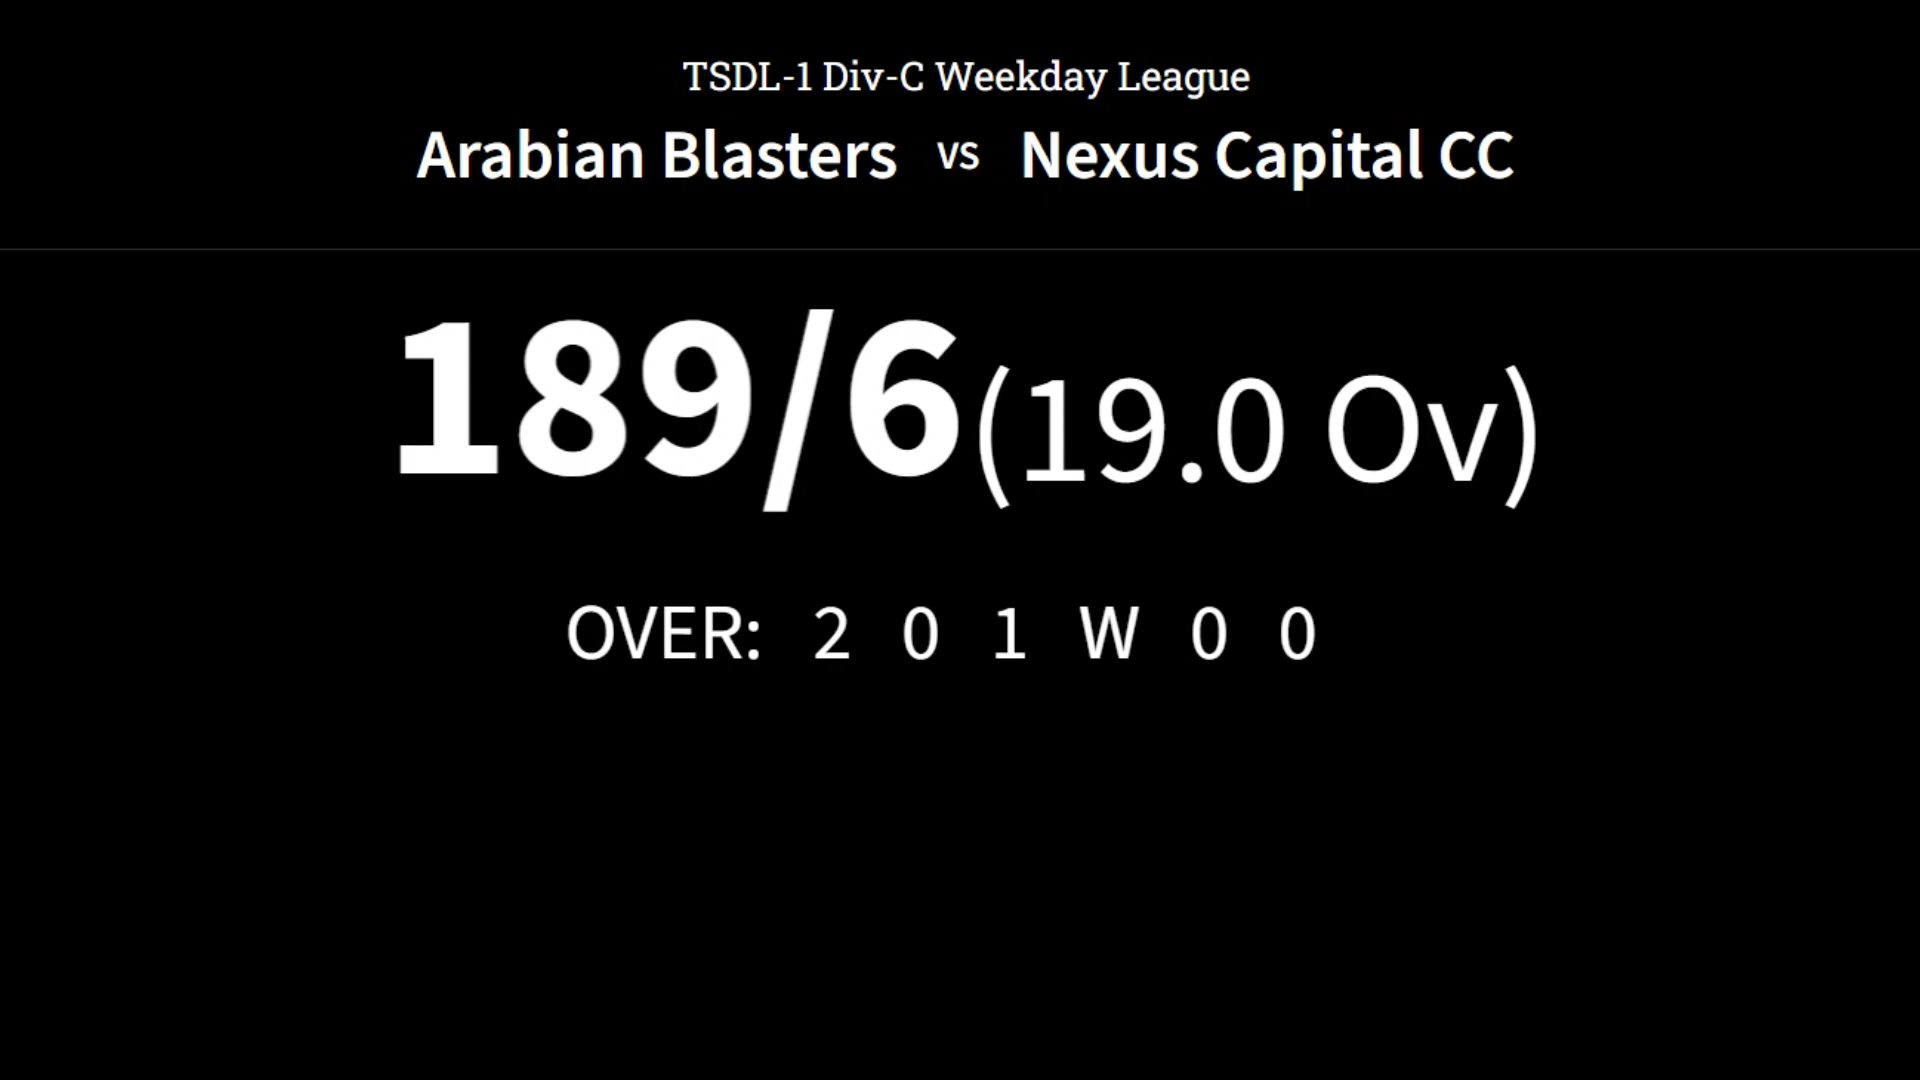 TSDL-1 Div-C Weekday League
Arabian Blasters vs Nexus Capital CC
189/6(19.0 Ov)
OVER: 2 0 1 W 0 0